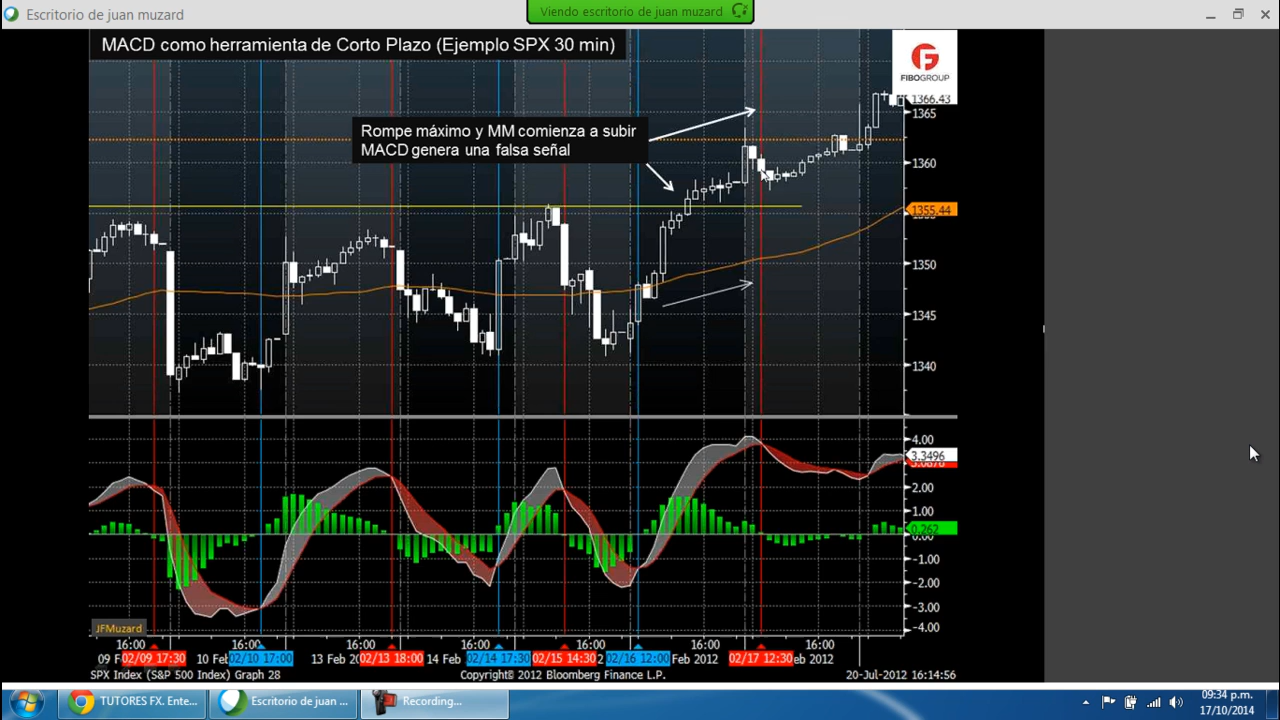 Escritorio de juan muzard
Viendo escritorio de juan muzard
MACD como herramienta de Corto Plazo (Ejemplo SPX 30 min)
FIBOGROUP
1366.43
1365
Rompe máximo y MM comienza a subir
MACD genera una falsa señal
1360
1355.44
1350
1345
1340
4.00
3.3496
2.00
1.00
0.262
0.00
-1.00
-2.00
-3.00
-4.00
JFMuzard
16:00 16:00 16:00 16:00 16:00 16:00 16:00
09 F 02/09 17:30 10 Feb 02/10 17:00 13 Feb 20 02/13 18:00 14 Feb 02/14 17:30 02/15 14:30 2 02/16 12:00 Feb 2012 02/17 12:30 eb 2012
SPX Index (S&P 500 Index) Graph 28 Copyright© 2012 Bloomberg Finance L.P. 20-Jul-2012 16:14:56
TUTORES FX. Ente... Escritorio de juan ... Recording...
09:34 p.m.
17/10/2014